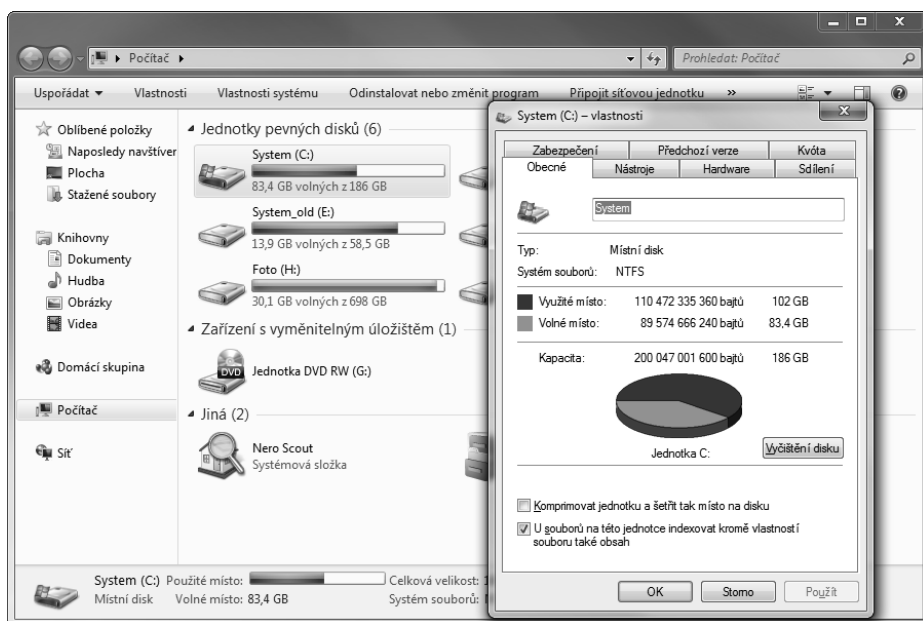 Počítač
Prohledat: Počítač
Uspořádat
Vlastnosti
Vlastnosti systému
Odinstalovat nebo změnit program
Připojit síťovou jednotku
»
Oblíbené položky
Naposledy navštíver
Plocha
Stažené soubory
Knihovny
Dokumenty
Hudba
Obrázky
Videa
Domácí skupina
Počítač
Síť
Jednotky pevných disků (6)
System (C:)
83,4 GB volných z 186 GB
System_old (E:)
13,9 GB volných z 58,5 GB
Foto (H:)
30,1 GB volných z 698 GB
Zařízení s vyměnitelným úložištěm (1)
DVD
Jednotka DVD RW (G:)
Jiná (2)
Nero Scout
Systémová složka
System (C:) Použité místo: Celková velikost:
Místní disk Volné místo: 83,4 GB Systém souborů:
System (C:) – vlastnosti
Zabezpečení Předchozí verze Kvóta
Obecné Nástroje Hardware Sdílení
System
Typ: Místní disk
Systém souborů: NTFS
Využité místo: 110 472 335 360 bajtů 102 GB
Volné místo: 89 574 666 240 bajtů 83,4 GB
Kapacita: 200 047 001 600 bajtů 186 GB
Jednotka C:
Vyčištění disku
Komprimovat jednotku a šetřit tak místo na disku
U souborů na této jednotce indexovat kromě vlastností
souboru také obsah
OK Storno Použít